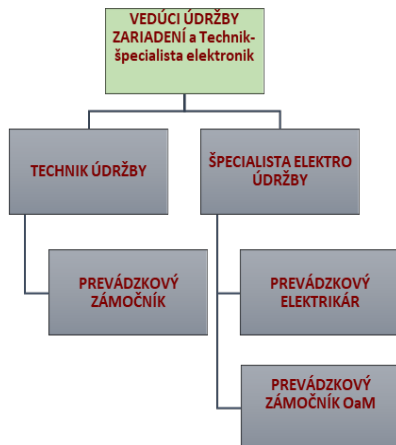 VEDÚCI ÚDRŽBY
ZARIADENÍ a Technik-
špecialista elektronik
TECHNIK ÚDRŽBY
ŠPECIALISTA ELEKTRO
ÚDRŽBY
PREVÁDZKOVÝ
ZÁMOČNÍK
PREVÁDZKOVÝ
ELEKTRIKÁR
PREVÁDZKOVÝ
ZÁMOČNÍK OaM